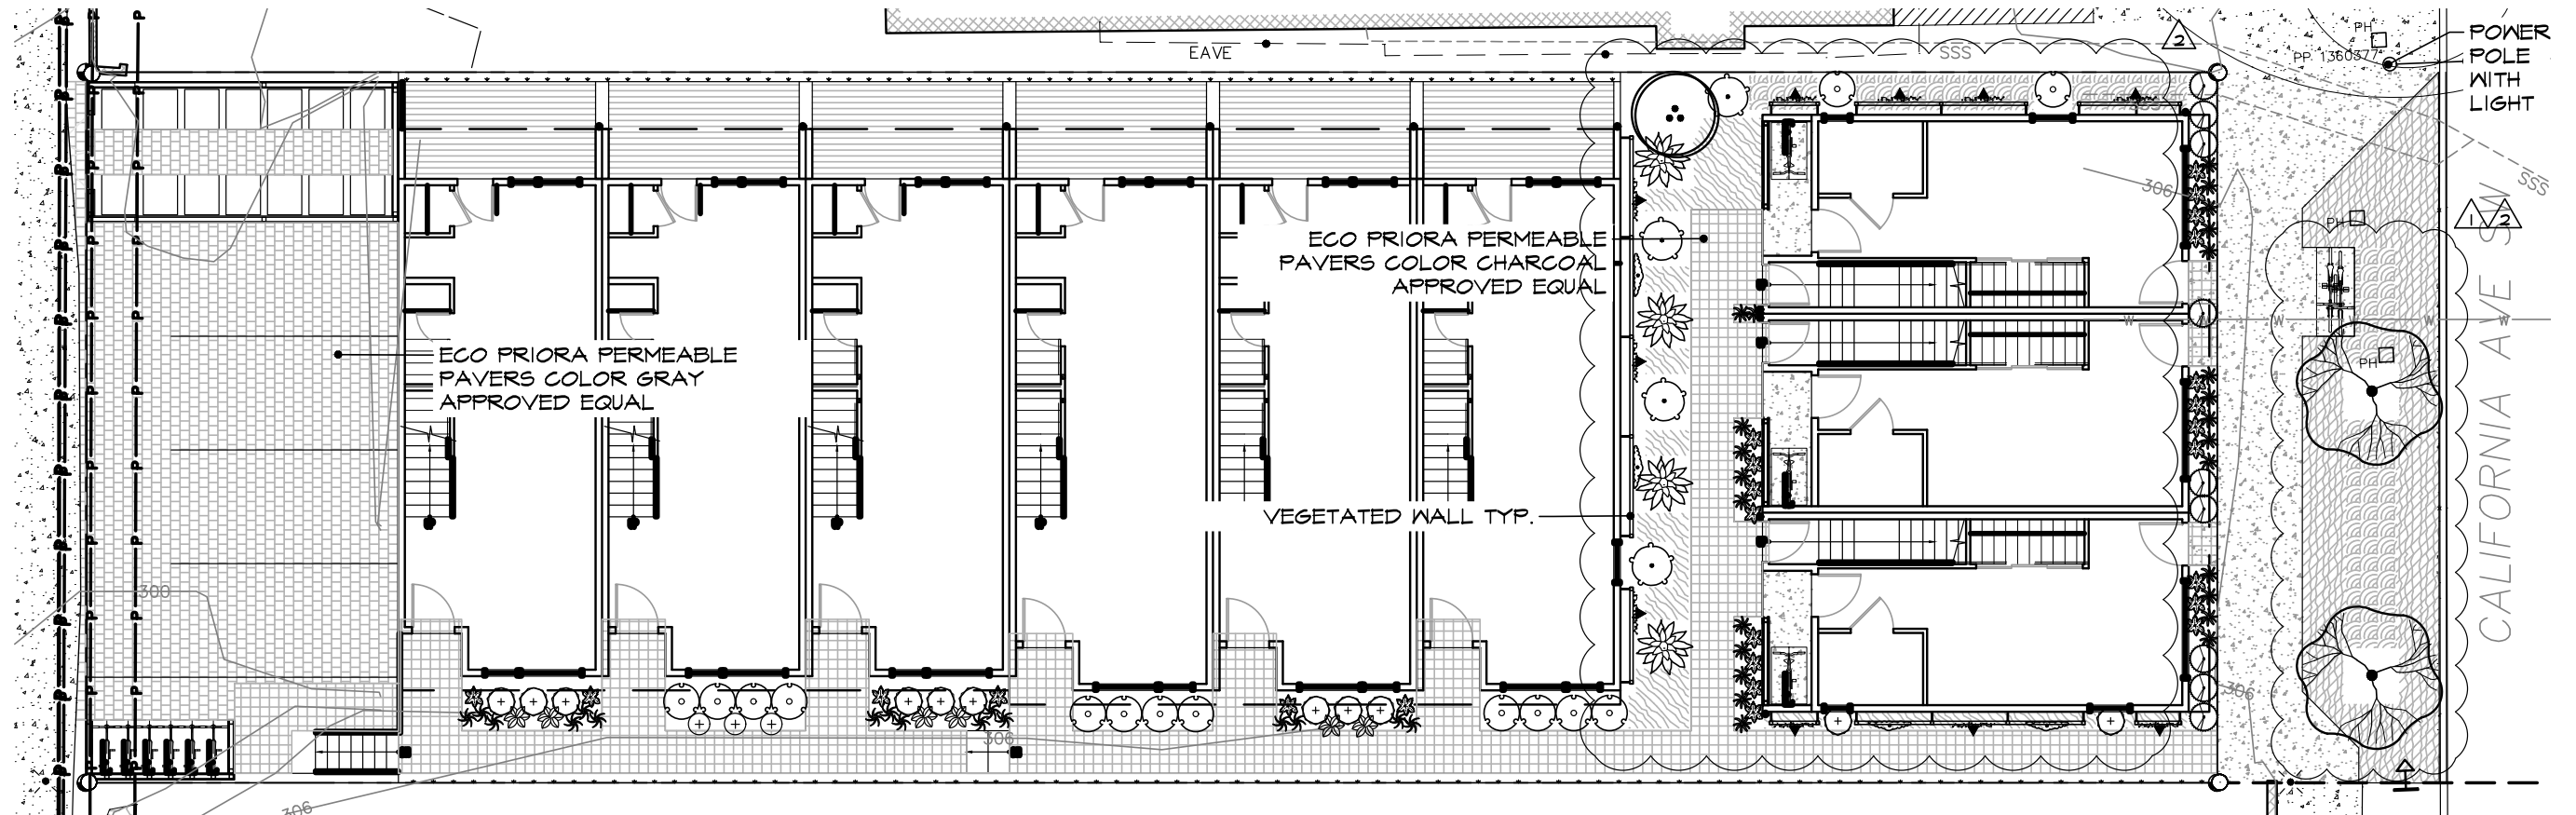 EAVE
SSS
2
PH
PP 1360377
POWER
POLE
WITH
LIGHT
306
SSS
PH
1 2
ECO PRIORA PERMEABLE
PAVERS COLOR CHARCOAL
APPROVED EQUAL
ECO PRIORA PERMEABLE
PAVERS COLOR GRAY
APPROVED EQUAL
W W W W
PH
VEGETATED WALL TYP.
CALIFORNIA AVE SW
300
306
306
306
P P P P P P P P P P
P P P P P P P P P P